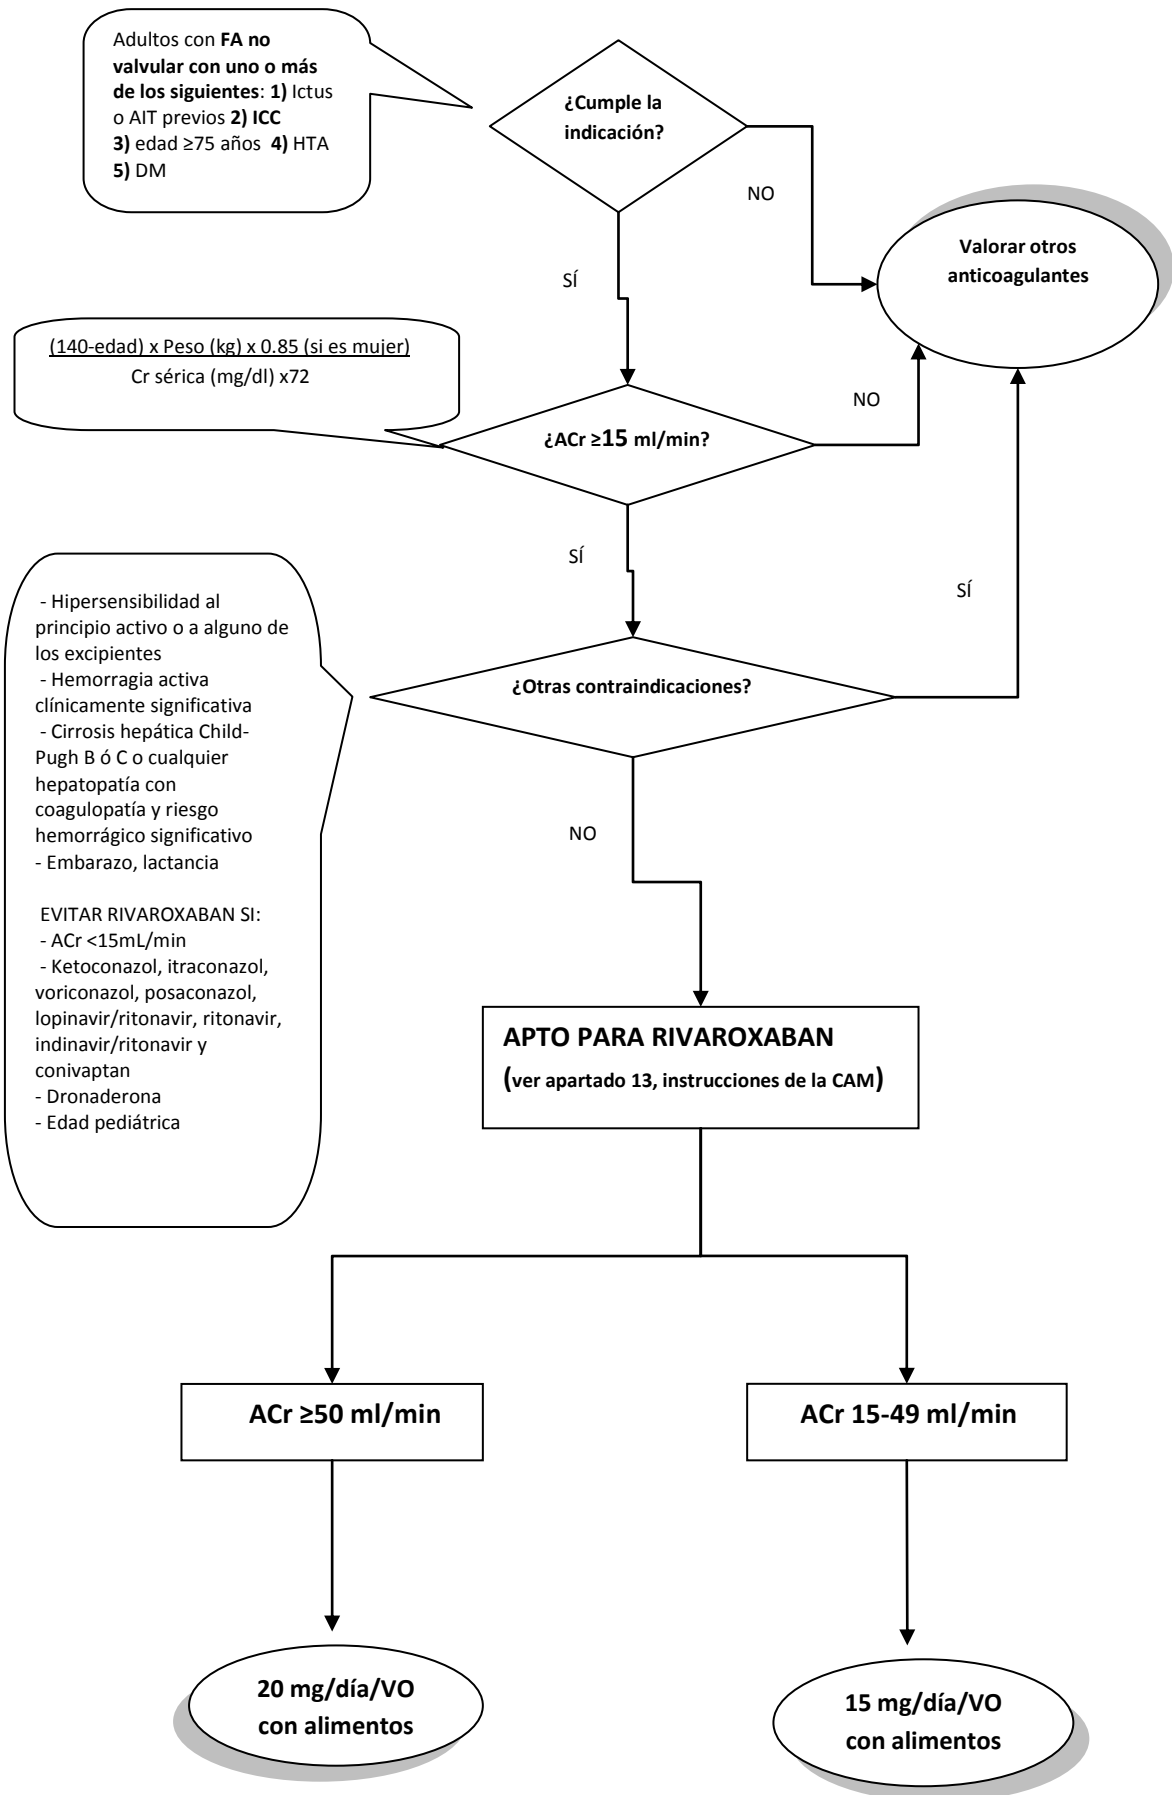 Adultos con FA no
valvular con uno o más
de los siguientes: 1) Ictus
o AIT previos 2) ICC
3) edad ≥75 años 4) HTA
5) DM
¿Cumple la
indicación?
NO
Valorar otros
anticoagulantes
SÍ
(140-edad) x Peso (kg) x 0.85 (si es mujer)
Cr sérica (mg/dl) x72
NO
¿ACr ≥15 ml/min?
SÍ
SÍ
- Hipersensibilidad al
principio activo o a alguno de
los excipientes
- Hemorragia activa
clínicamente significativa
- Cirrosis hepática Child-
Pugh B ó C o cualquier
hepatopatía con
coagulopatía y riesgo
hemorrágico significativo
- Embarazo, lactancia
EVITAR RIVAROXABAN SI:
- ACr <15mL/min
- Ketoconazol, itraconazol,
voriconazol, posaconazol,
lopinavir/ritonavir, ritonavir,
indinavir/ritonavir y
conivaptan
- Dronaderona
- Edad pediátrica
¿Otras contraindicaciones?
NO
APTO PARA RIVAROXABAN
(ver apartado 13, instrucciones de la CAM)
ACr ≥50 ml/min
ACr 15-49 ml/min
20 mg/día/VO
con alimentos
15 mg/día/VO
con alimentos